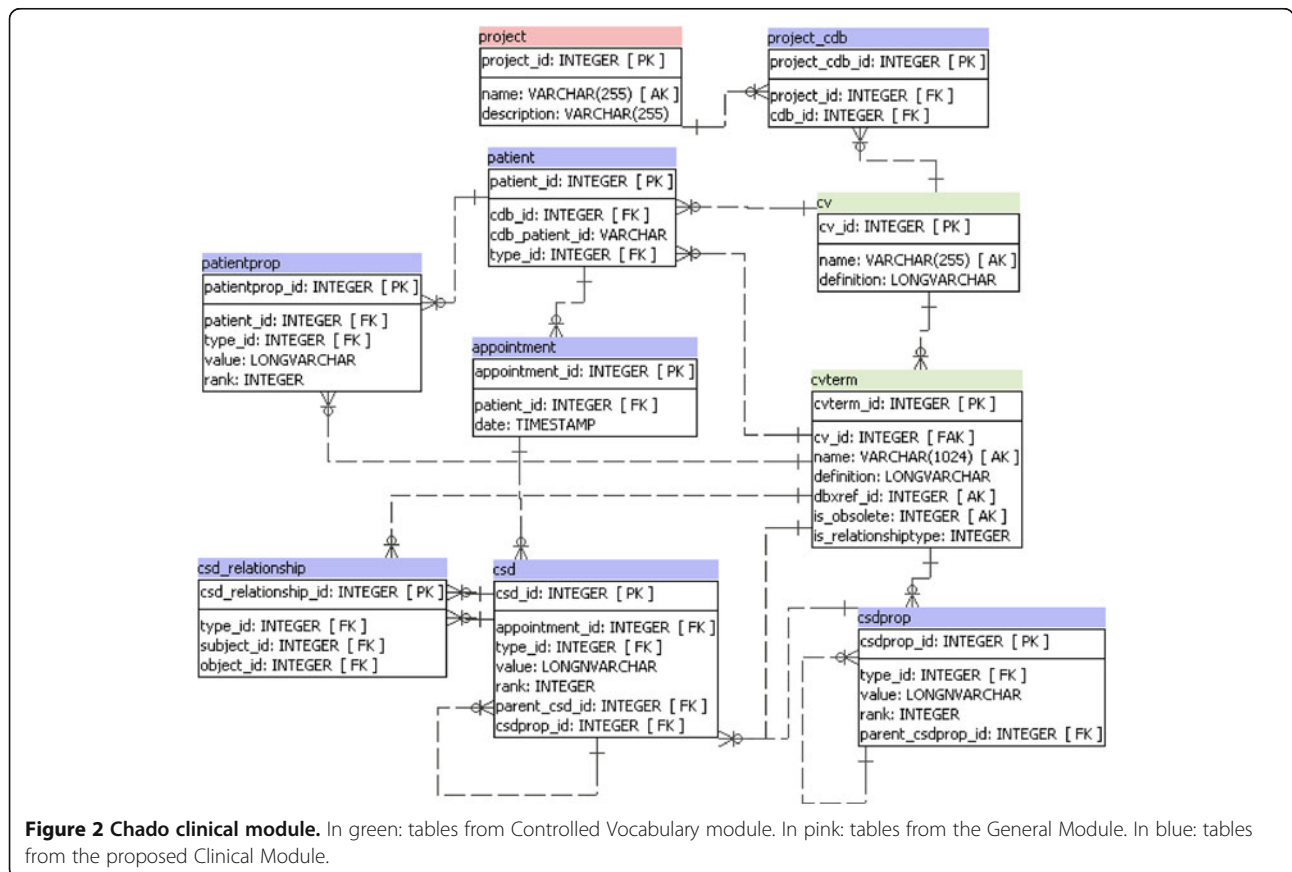 project
project_id: INTEGER [ PK ]
name: VARCHAR(255) [ AK ]
description: VARCHAR(255)
project_cdb
project_cdb_id: INTEGER [ PK ]
project_id: INTEGER [ FK ]
cdb_id: INTEGER [ FK ]
patient
patient_id: INTEGER [ PK ]
cdb_id: INTEGER [ FK ]
cdb_patient_id: VARCHAR
type_id: INTEGER [ FK ]
cv
cv_id: INTEGER [ PK ]
name: VARCHAR(255) [ AK ]
definition: LONGVARCHAR
patientprop
patientprop_id: INTEGER [ PK ]
patient_id: INTEGER [ FK ]
type_id: INTEGER [ FK ]
value: LONGVARCHAR
rank: INTEGER
appointment
appointment_id: INTEGER [ PK ]
patient_id: INTEGER [ FK ]
date: TIMESTAMP
cvterm
cvterm_id: INTEGER [ PK ]
cv_id: INTEGER [ FAK ]
name: VARCHAR(1024) [ AK ]
definition: LONGVARCHAR
dbxref_id: INTEGER [ AK ]
is_obsolete: INTEGER [ AK ]
is_relationshiptype: INTEGER
csd_relationship
csd_relationship_id: INTEGER [ PK ]
type_id: INTEGER [ FK ]
subject_id: INTEGER [ FK ]
object_id: INTEGER [ FK ]
csd
csd_id: INTEGER [ PK ]
appointment_id: INTEGER [ FK ]
type_id: INTEGER [ FK ]
value: LONGNVARCHAR
rank: INTEGER
parent_csd_id: INTEGER [ FK ]
csdprop_id: INTEGER [ FK ]
csdprop
csdprop_id: INTEGER [ PK ]
type_id: INTEGER [ FK ]
value: LONGNVARCHAR
rank: INTEGER
parent_csdprop_id: INTEGER [ FK ]
Figure 2 Chado clinical module. In green: tables from Controlled Vocabulary module. In pink: tables from the General Module. In blue: tables
from the proposed Clinical Module.